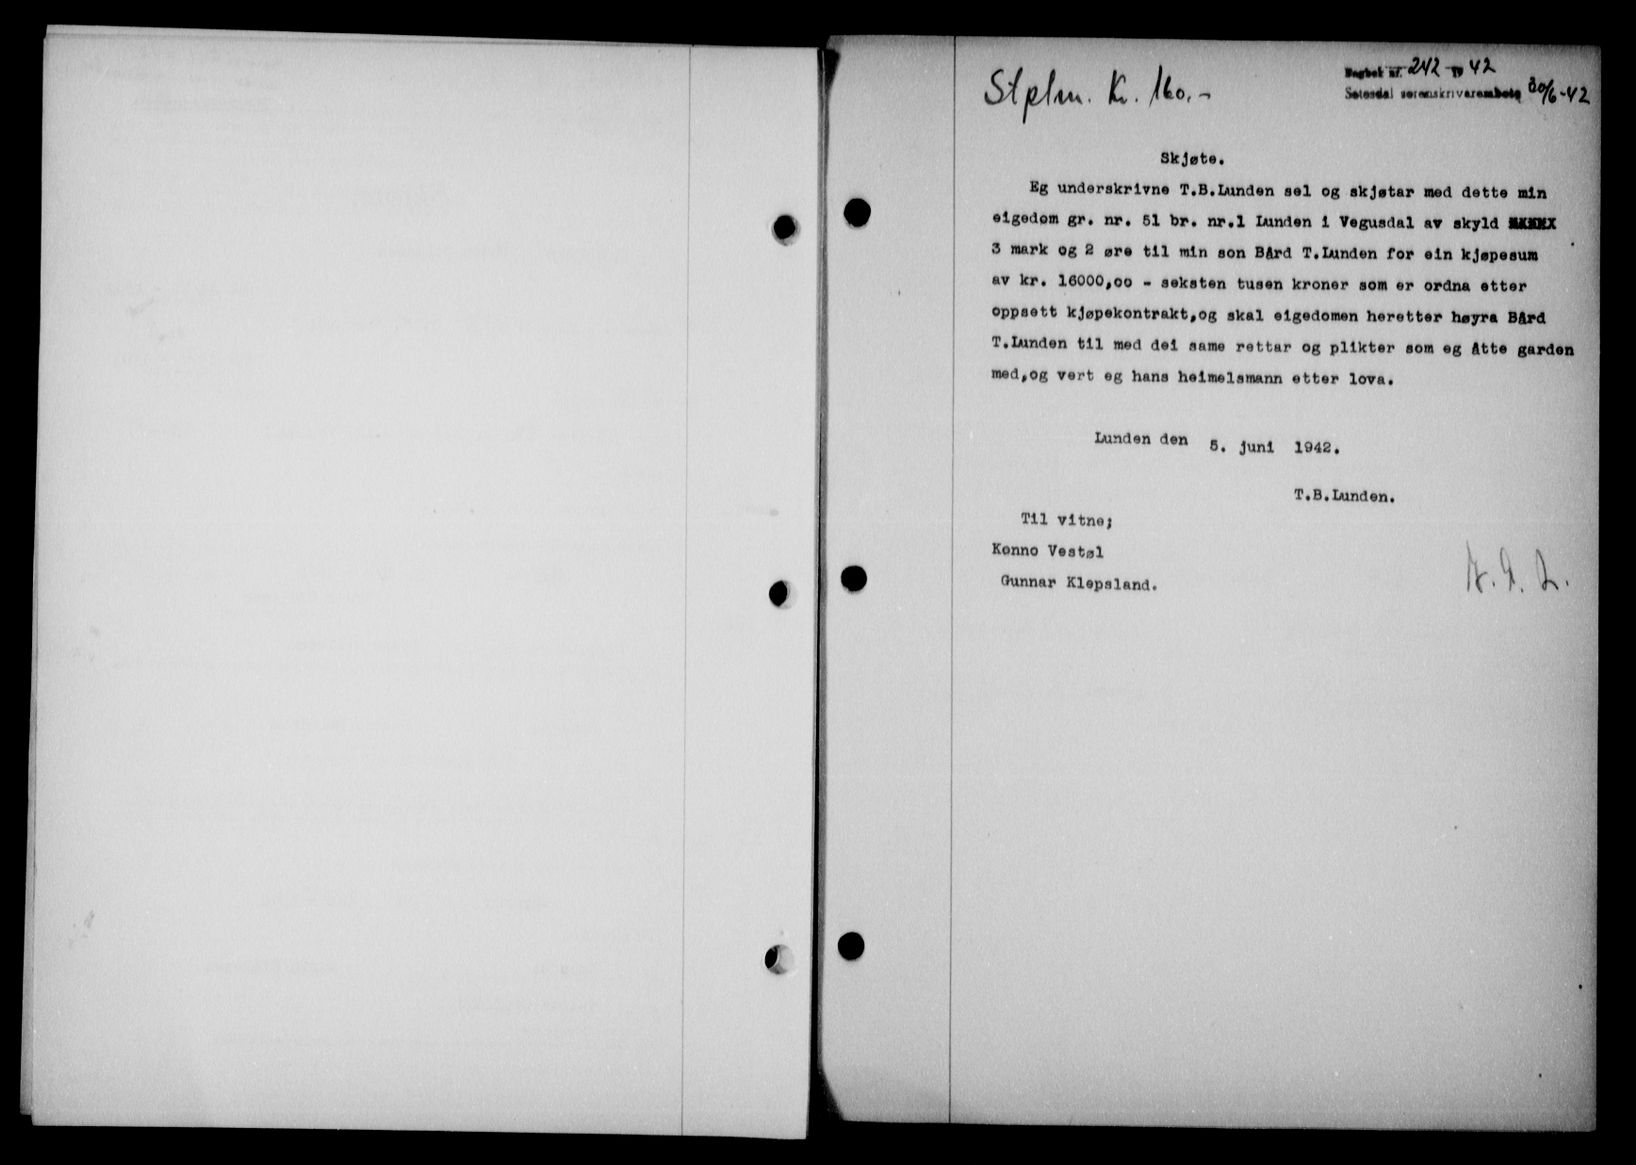 Stplm. Kr. 160.-
Dagbok nr. 242 19 42
Setesdal sorenskrivarembete 30/6-42
Skjøte.
Eg underskrivne T.B.Lunden sel og skjøtar med dette min
eigedom gr. nr. 51 br. nr.1 Lunden i Vegusdal av skyld
3 mark og 2 øre til min son Bård T.Lunden for ein kjøpesum
av kr. 16000,oo - seksten tusen kroner som er ordna etter
oppsett kjøpekontrakt,og skal eigedomen heretter høyra Bård
T.Lunden til med dei same rettar og plikter som eg åtte garden
med,og vert eg hans heimelsmann etter lova.
Lunden den 5. juni 1942.
T.B.Lunden.
Til vitne;
Konno Vestøl
Gunnar Klepsland.